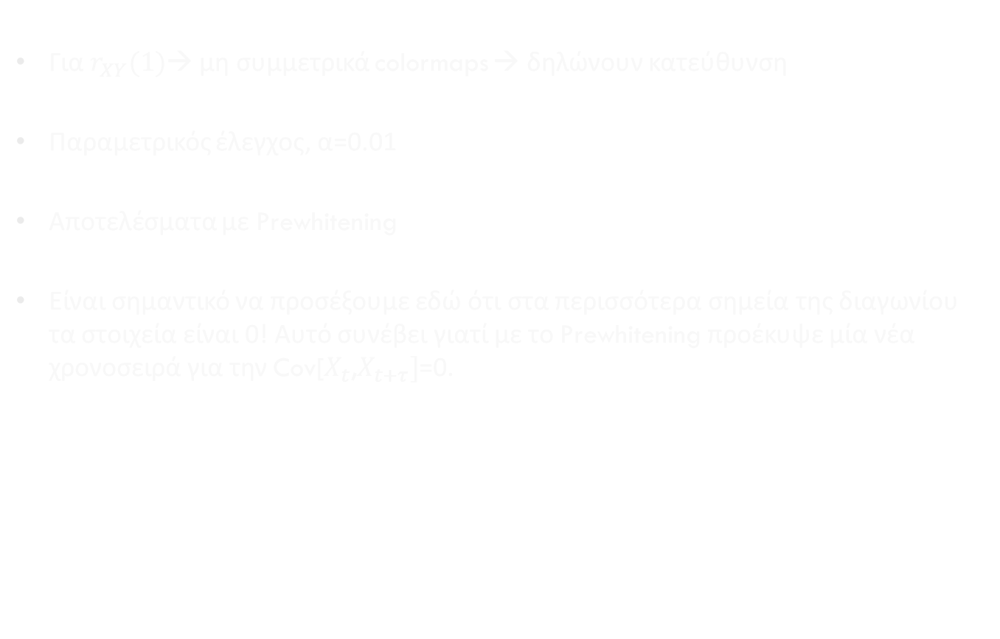 • Για r_{XY}(1)→ μη συμμετρικά colormaps → δηλώνουν κατεύθυνση
• Παραμετρικός έλεγχος, α=0.01
• Αποτελέσματα με Prewhitening
• Είναι σημαντικό να προσέξουμε εδώ ότι στα περισσότερα σημεία της διαγωνίου
τα στοιχεία είναι 0! Αυτό συνέβει γιατί με το Prewhitening προέκυψε μία νέα
χρονοσειρά για την Cov[X_t,X_{t+τ}]=0.